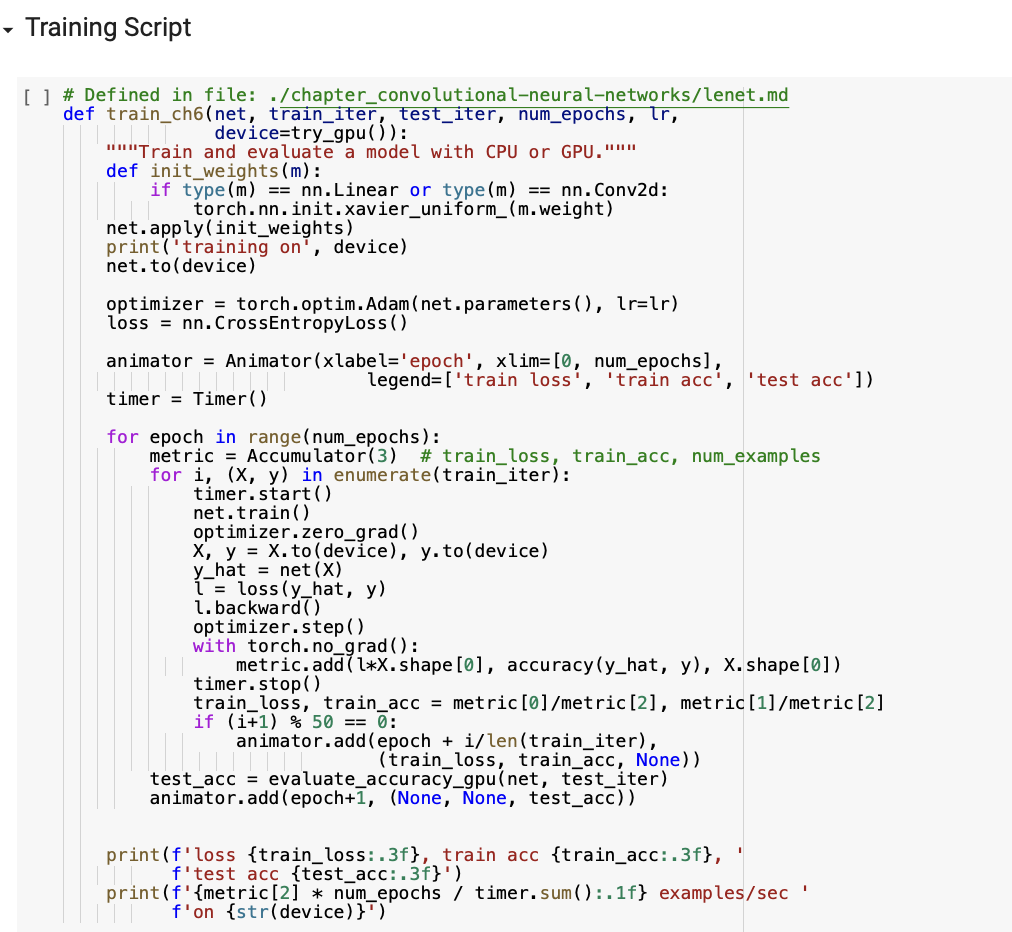 Training Script
[ ] # Defined in file: ./chapter_convolutional-neural-networks/lenet.md
def train_ch6(net, train_iter, test_iter, num_epochs, lr,
              device=try_gpu()):
    """Train and evaluate a model with CPU or GPU."""
    def init_weights(m):
        if type(m) == nn.Linear or type(m) == nn.Conv2d:
            torch.nn.init.xavier_uniform_(m.weight)
    net.apply(init_weights)
    print('training on', device)
    net.to(device)

    optimizer = torch.optim.Adam(net.parameters(), lr=lr)
    loss = nn.CrossEntropyLoss()

    animator = Animator(xlabel='epoch', xlim=[0, num_epochs],
                            legend=['train loss', 'train acc', 'test acc'])
    timer = Timer()

    for epoch in range(num_epochs):
        metric = Accumulator(3)  # train_loss, train_acc, num_examples
        for i, (X, y) in enumerate(train_iter):
            timer.start()
            net.train()
            optimizer.zero_grad()
            X, y = X.to(device), y.to(device)
            y_hat = net(X)
            l = loss(y_hat, y)
            l.backward()
            optimizer.step()
            with torch.no_grad():
                metric.add(l*X.shape[0], accuracy(y_hat, y), X.shape[0])
            timer.stop()
            train_loss, train_acc = metric[0]/metric[2], metric[1]/metric[2]
            if (i+1) % 50 == 0:
                animator.add(epoch + i/len(train_iter),
                             (train_loss, train_acc, None))
        test_acc = evaluate_accuracy_gpu(net, test_iter)
        animator.add(epoch+1, (None, None, test_acc))


    print(f'loss {train_loss:.3f}, train acc {train_acc:.3f}, '
          f'test acc {test_acc:.3f}')
    print(f'{metric[2] * num_epochs / timer.sum():.1f} examples/sec '
          f'on {str(device)}')